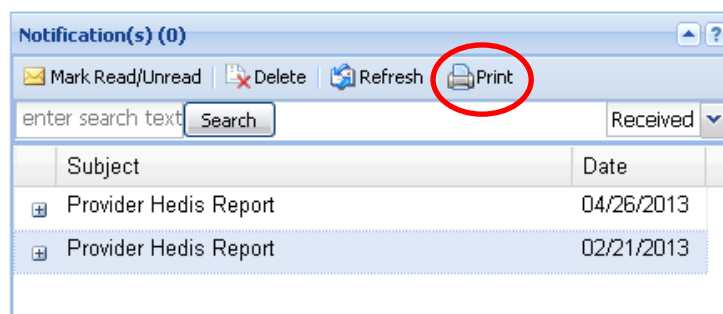 Notification(s) (0) ?
Mark Read/Unread Delete Refresh Print
enter search text Search Received
Subject Date
Provider Hedis Report 04/26/2013
Provider Hedis Report 02/21/2013